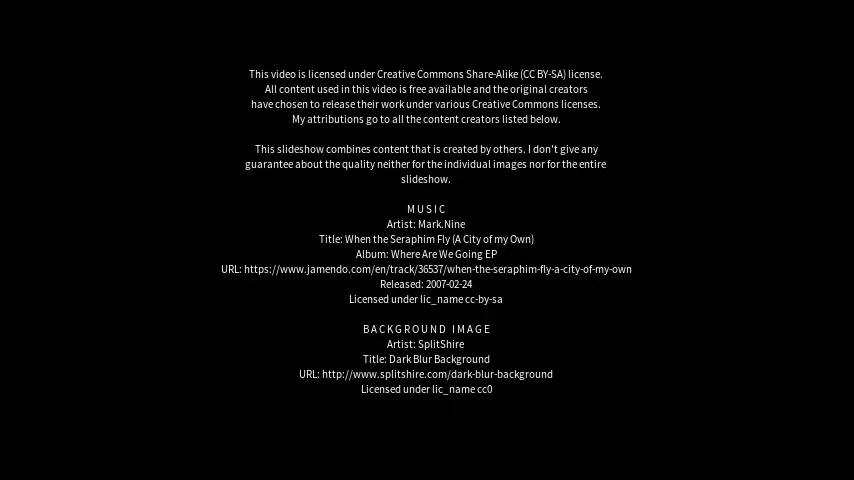 This video is licensed under Creative Commons Share-Alike (CC BY-SA) license.
All content used in this video is free available and the original creators
have chosen to release their work under various Creative Commons licenses.
My attributions go to all the content creators listed below.
This slideshow combines content that is created by others. I don't give any
guarantee about the quality neither for the individual images nor for the entire
slideshow.
MUSIC
Artist: Mark.Nine
Title: When the Seraphim Fly (A City of my Own)
Album: Where Are We Going EP
URL: https://www.jamendo.com/en/track/36537/when-the-seraphim-fly-a-city-of-my-own
Released: 2007-02-24
Licensed under lic_name cc-by-sa
BACKGROUND IMAGE
Artist: SplitShire
Title: Dark Blur Background
URL: http://www.splitshire.com/dark-blur-background
Licensed under lic_name cc0